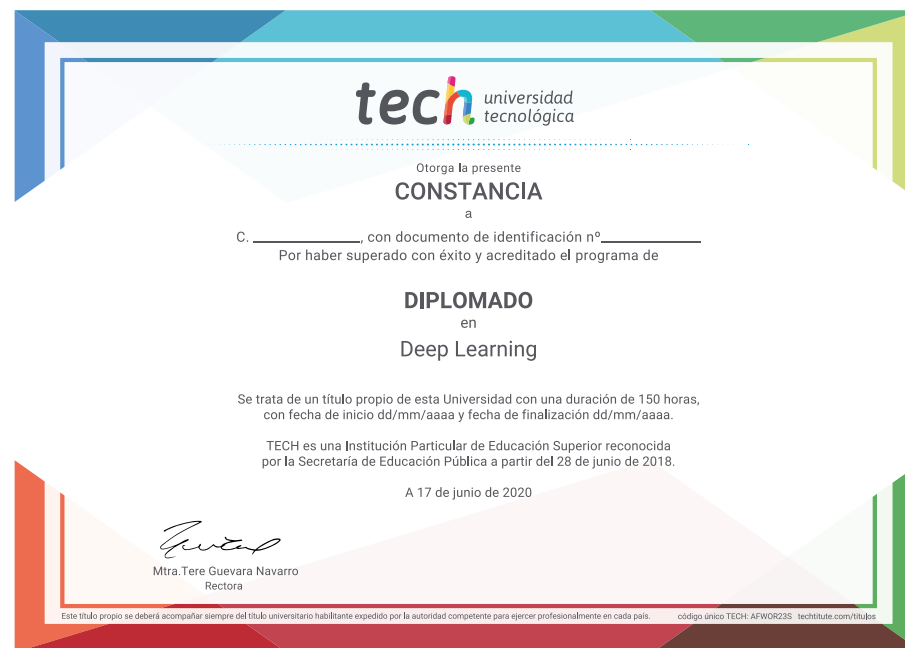 tech universidad
tecnológica
Otorga la presente
CONSTANCIA
a
C. ____________, con documento de identificación nº____________
Por haber superado con éxito y acreditado el programa de
DIPLOMADO
en
Deep Learning
Se trata de un título propio de esta Universidad con una duración de 150 horas,
con fecha de inicio dd/mm/aaaa y fecha de finalización dd/mm/aaaa.
TECH es una Institución Particular de Educación Superior reconocida
por la Secretaría de Educación Pública a partir del 28 de junio de 2018.
A 17 de junio de 2020
Mtra.Tere Guevara Navarro
Rectora
Este título propio se deberá acompañar siempre del título universitario habilitante expedido por la autoridad competente para ejercer profesionalmente en cada país. código único TECH: AFWOR23S techtitute.com/titulos